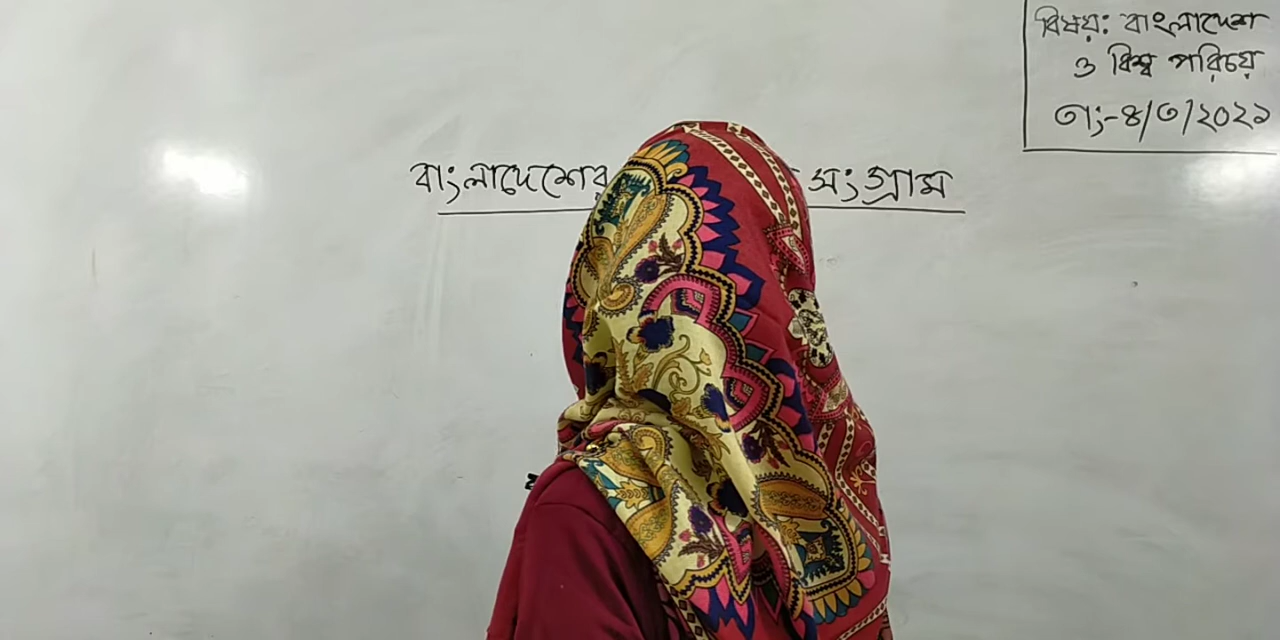 বিষয়: বাংলাদেশ
ও বিশ্ব পরিচয়
তাং-৪/৩/২০২১
বাংলাদেশের সংগ্রাম